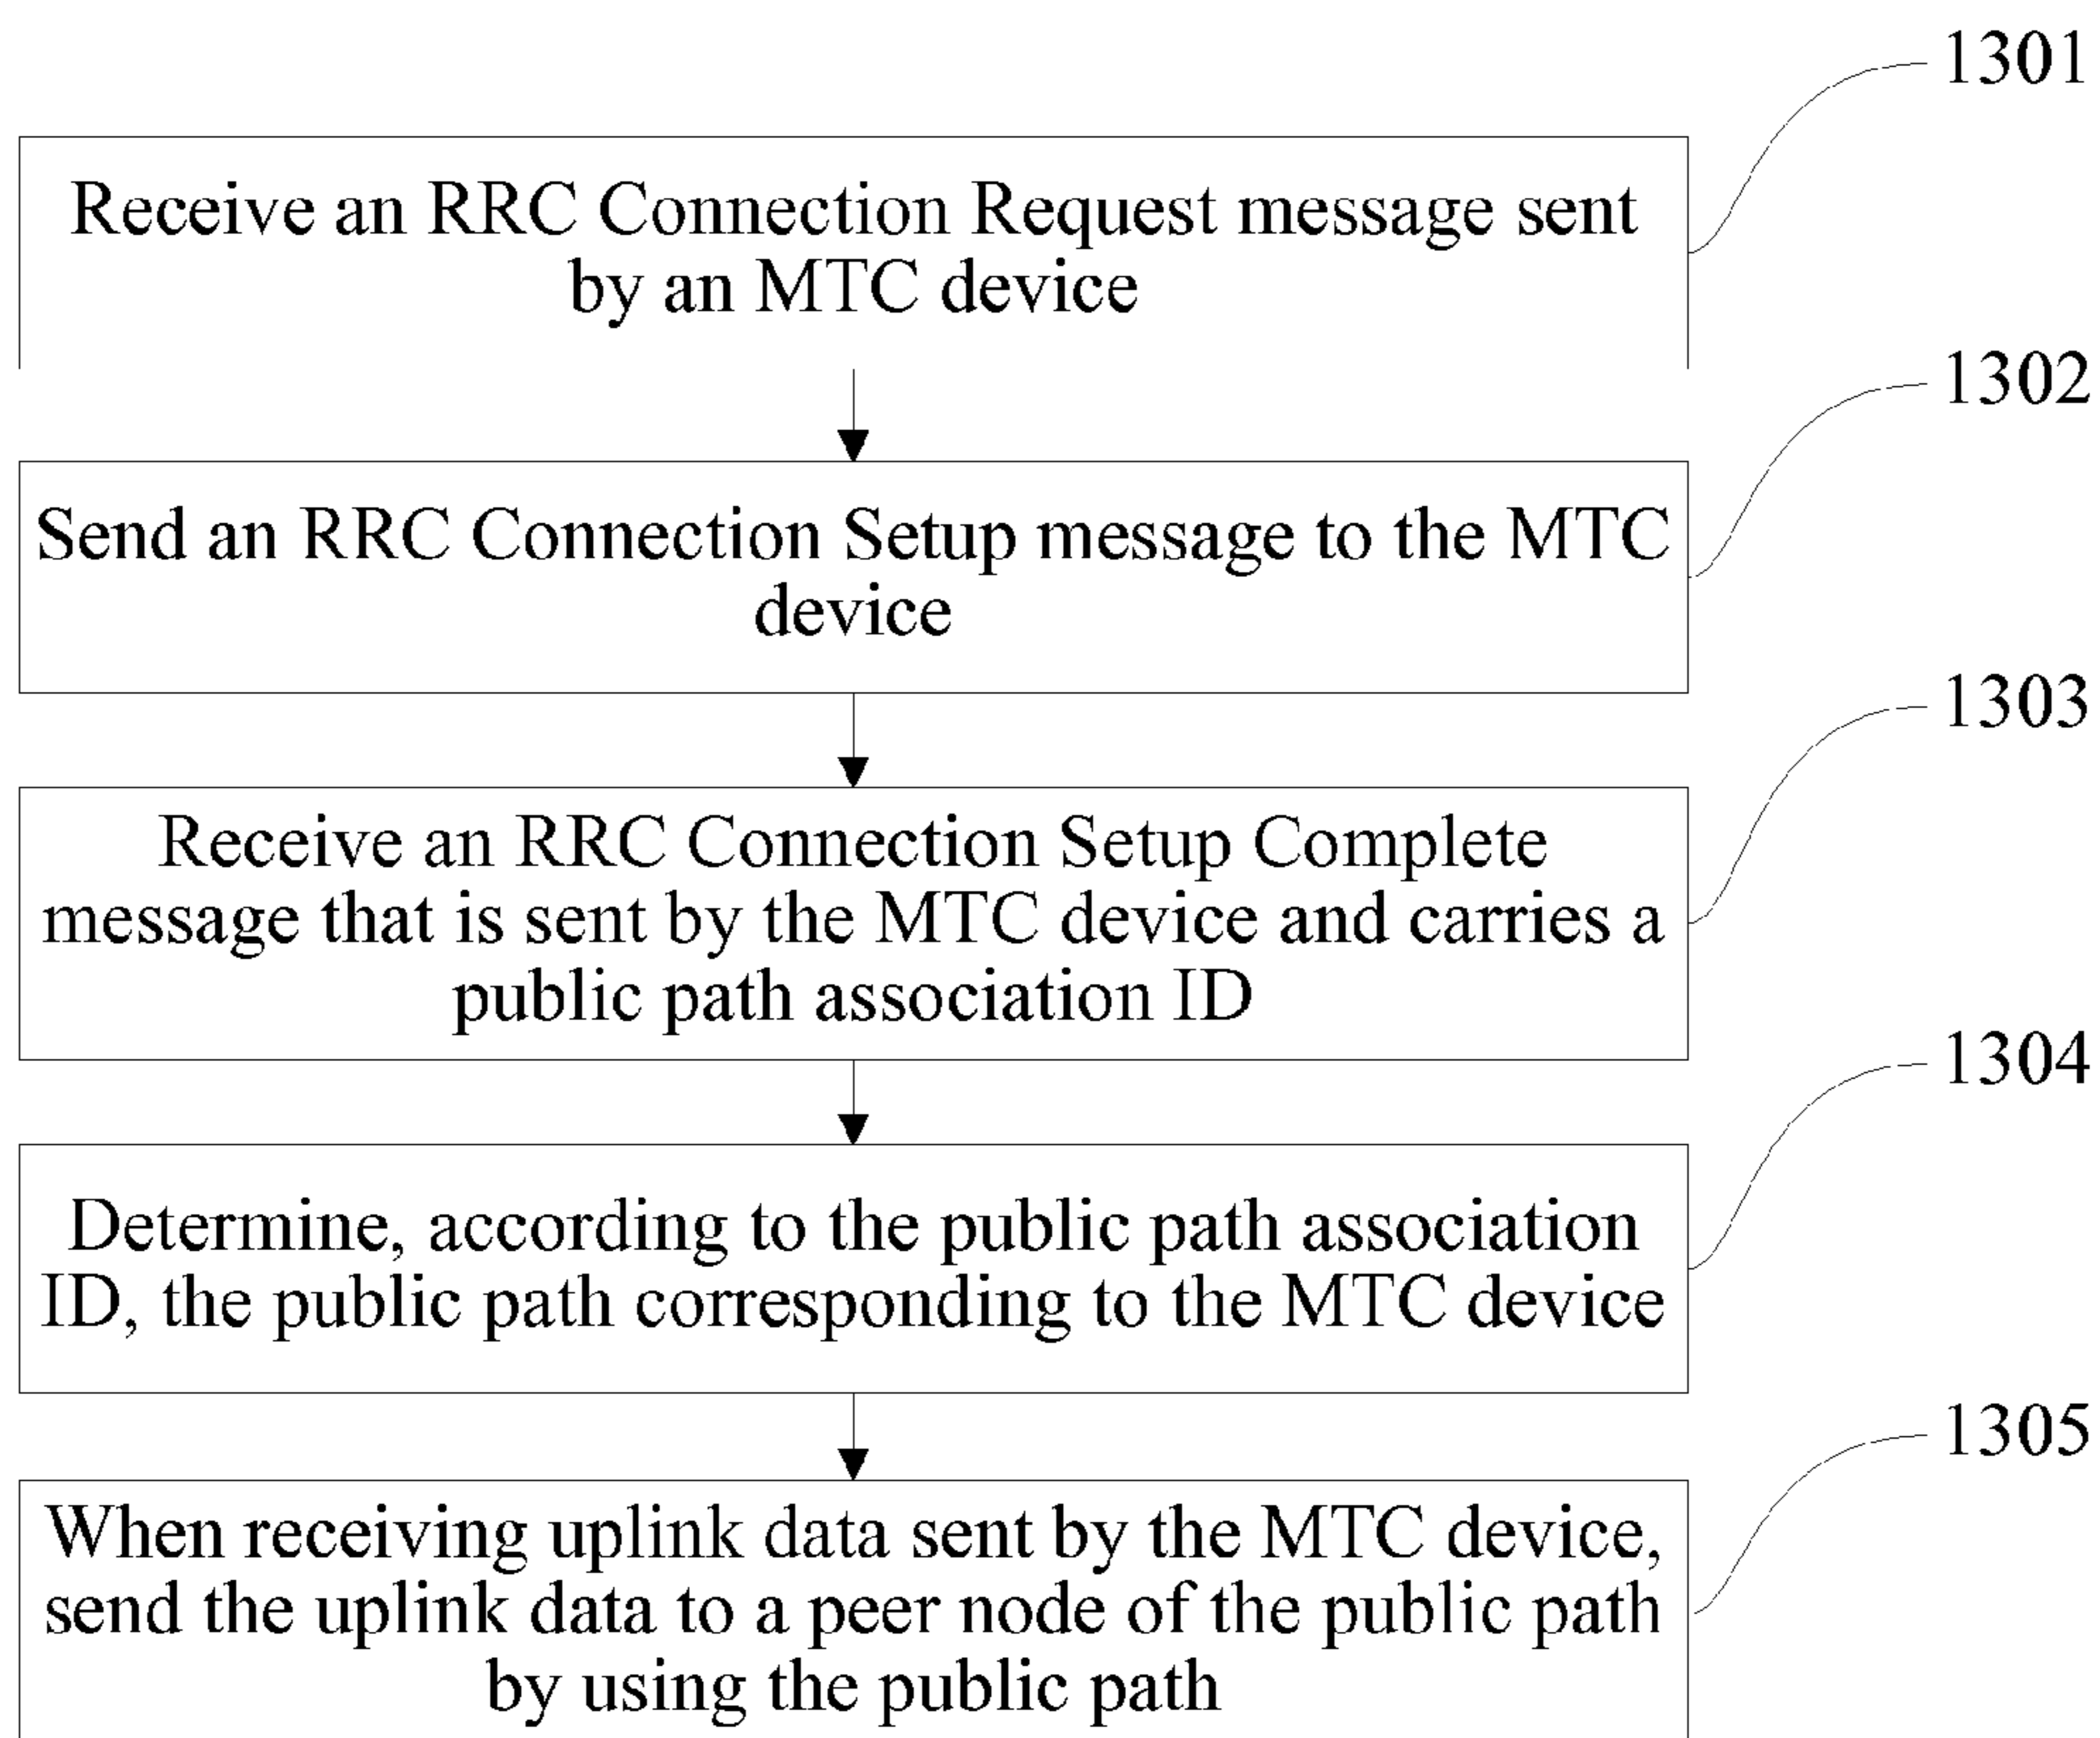 1301
Receive an RRC Connection Request message sent
by an MTC device
1302
Send an RRC Connection Setup message to the MTC
device
1303
Receive an RRC Connection Setup Complete
message that is sent by the MTC device and carries a
public path association ID
1304
Determine, according to the public path association
ID, the public path corresponding to the MTC device
1305
When receiving uplink data sent by the MTC device,
send the uplink data to a peer node of the public path
by using the public path